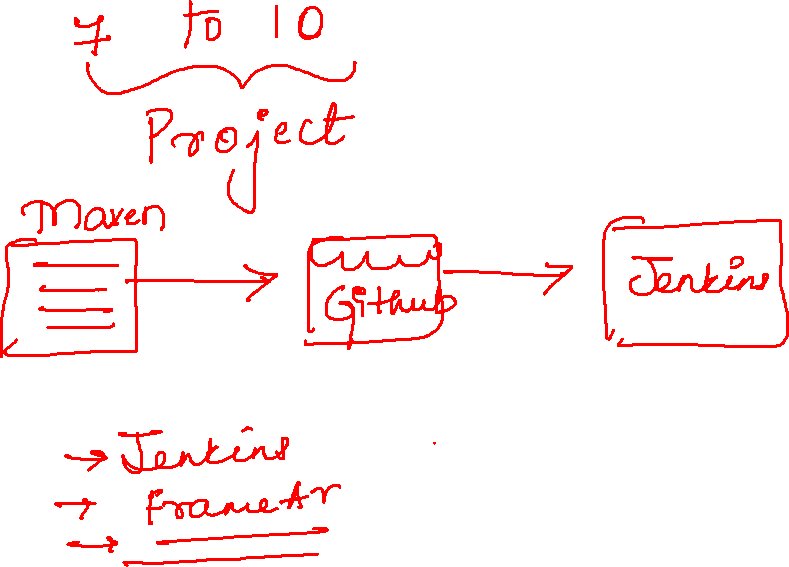 7 to 10
Project
Maven
Github
Jenkins
→ Jenkins
→ FrameAr
→